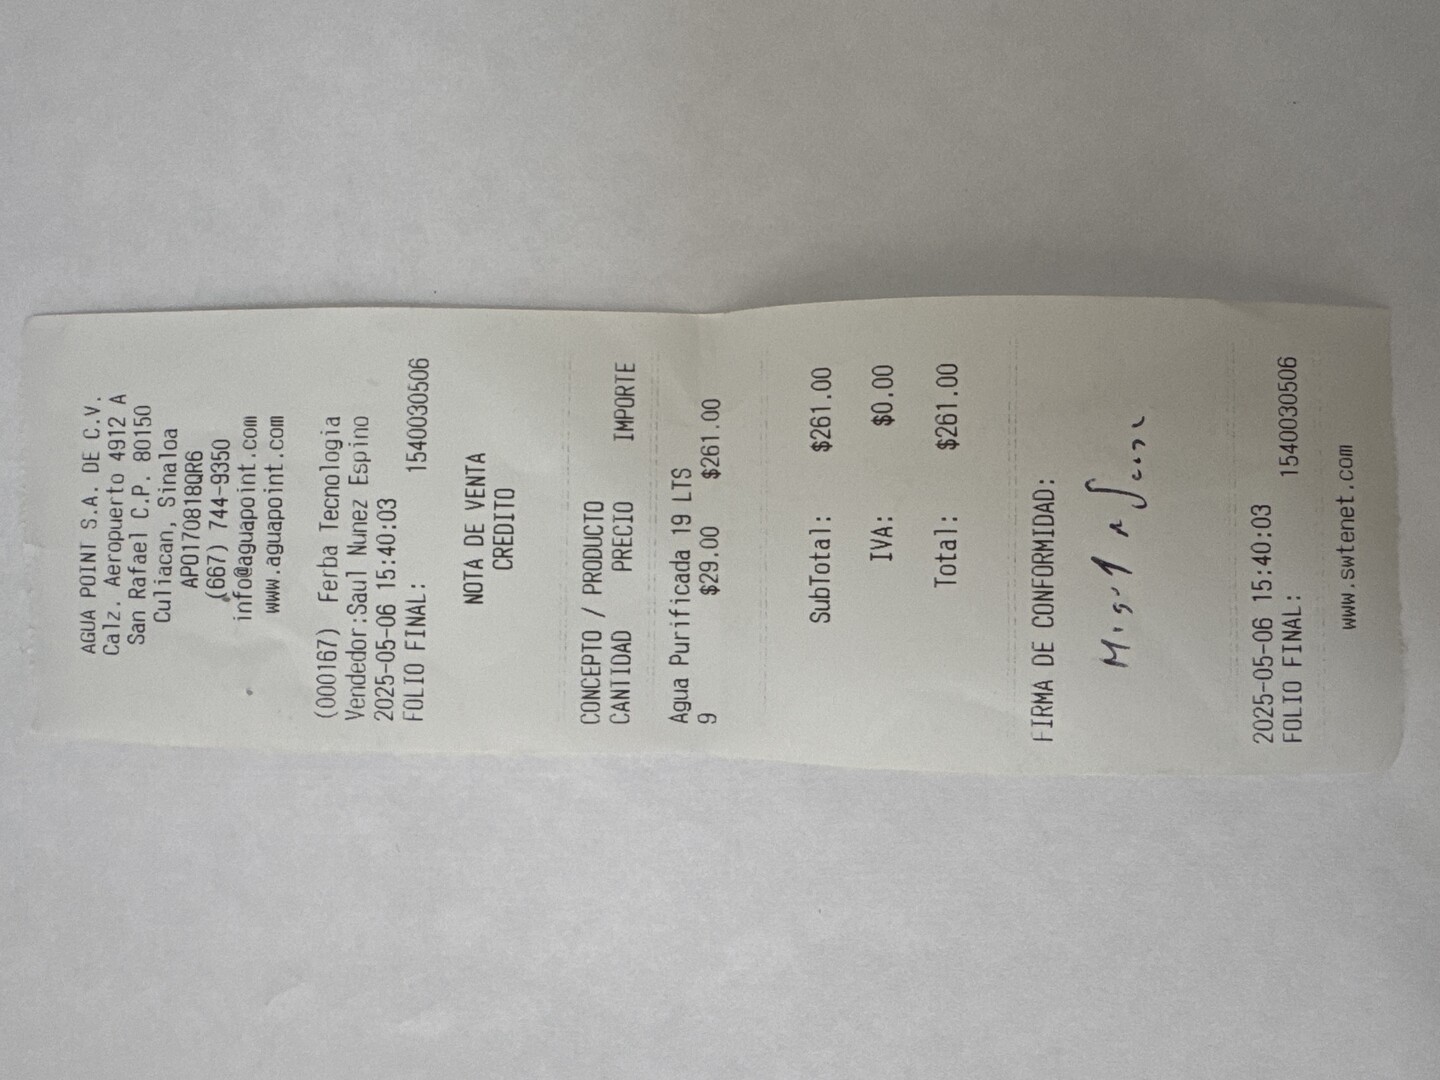 AGUA POINT S.A. DE C.V.
Calz. Aeropuerto 4912 A
San Rafael C.P. 80150
Culiacan, Sinaloa
APO170818QR6
(667) 744-9350
info@aguapoint.com
www.aguapoint.com
(000167) Ferba Tecnologia
Vendedor:Saul Nunez Espino
2025-05-06 15:40:03
FOLIO FINAL: 1540030506
NOTA DE VENTA
CREDITO
CONCEPTO / PRODUCTO
CANTIDAD PRECIO IMPORTE
Agua Purificada 19 LTS
9 $29.00 $261.00
SubTotal: $261.00
IVA: $0.00
Total: $261.00
FIRMA DE CONFORMIDAD:
2025-05-06 15:40:03
FOLIO FINAL: 1540030506
www.swtenet.com